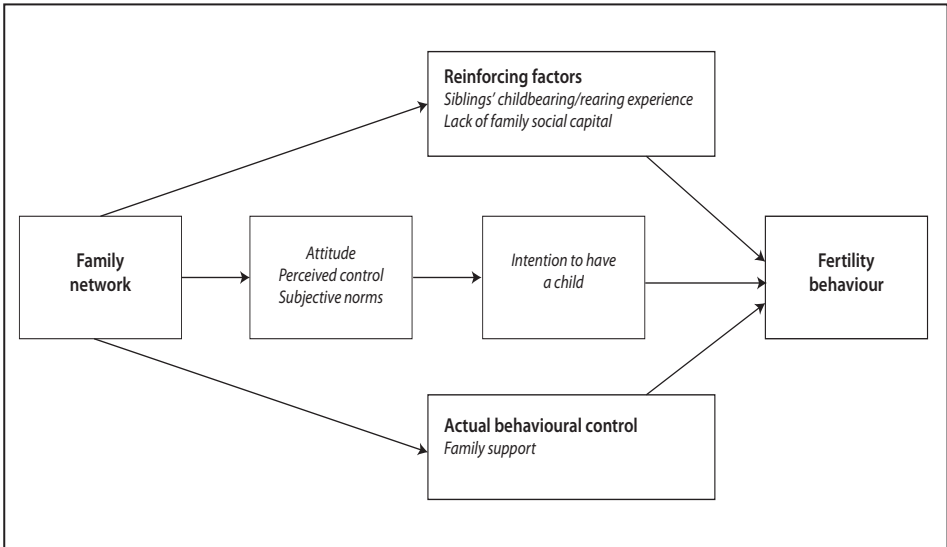 Reinforcing factors
Siblings' childbearing/rearing experience
Lack of family social capital
Family
network
Attitude
Perceived control
Subjective norms
Intention to have
a child
Fertility
behaviour
Actual behavioural control
Family support